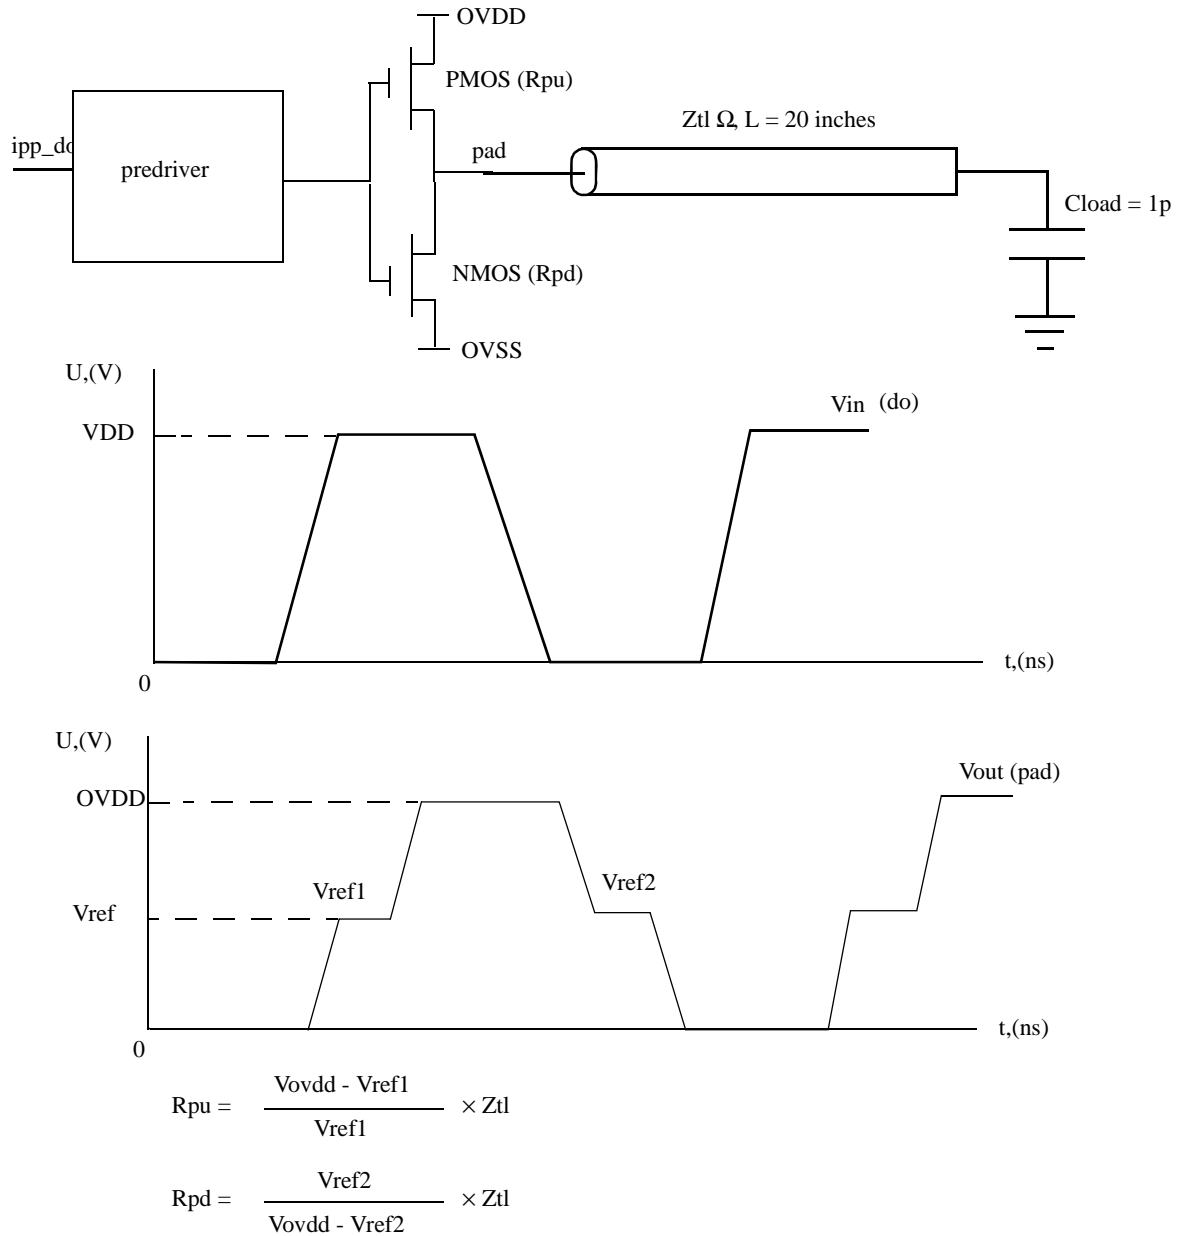 OVDD
PMOS (Rpu)
Ztl Ω, L = 20 inches
ipp_do
predriver
pad
Cload = 1p
NMOS (Rpd)
OVSS
U,(V)
VDD
Vin (do)
t,(ns)
0
U,(V)
OVDD
Vout (pad)
Vref1
Vref2
Vref
t,(ns)
0
Rpu = Vovdd - Vref1
Vref1
× Ztl
Rpd = Vref2
Vovdd - Vref2
× Ztl